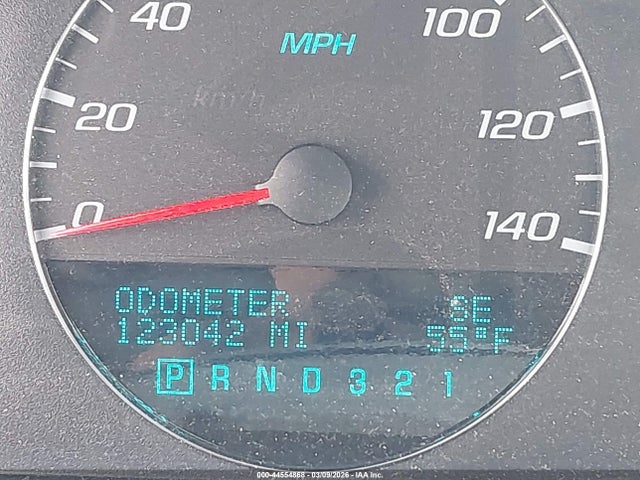 40 100
MPH
km/h
20 120
0 140
ODOMETER SE
123042 MI 55°F
P R N D 3 2 1
000-44554868 - 03/09/2026 - IAA Inc.